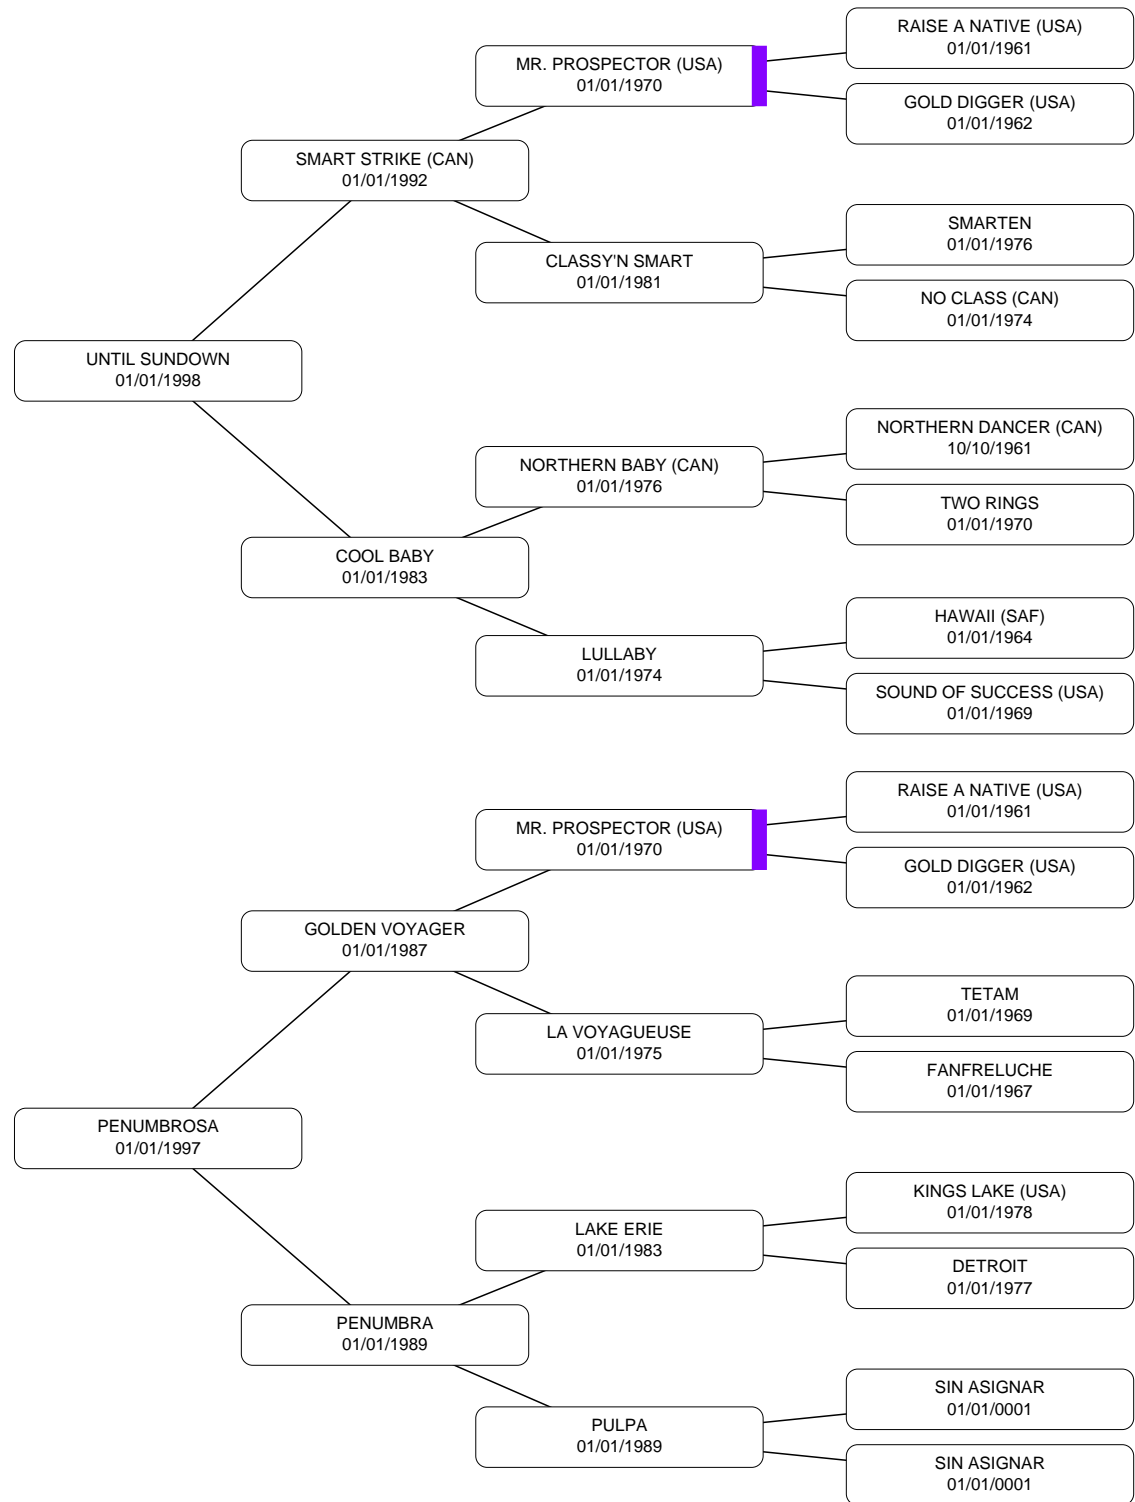 RAISE A NATIVE (USA)
01/01/1961
MR. PROSPECTOR (USA)
01/01/1970
GOLD DIGGER (USA)
01/01/1962
SMART STRIKE (CAN)
01/01/1992
SMARTEN
01/01/1976
CLASSY'N SMART
01/01/1981
NO CLASS (CAN)
01/01/1974
UNTIL SUNDOWN
01/01/1998
NORTHERN DANCER (CAN)
10/10/1961
NORTHERN BABY (CAN)
01/01/1976
TWO RINGS
01/01/1970
COOL BABY
01/01/1983
HAWAII (SAF)
01/01/1964
LULLABY
01/01/1974
SOUND OF SUCCESS (USA)
01/01/1969
RAISE A NATIVE (USA)
01/01/1961
MR. PROSPECTOR (USA)
01/01/1970
GOLD DIGGER (USA)
01/01/1962
GOLDEN VOYAGER
01/01/1987
TETAM
01/01/1969
LA VOYAGUEUSE
01/01/1975
FANFRELUCHE
01/01/1967
PENUMBROSA
01/01/1997
KINGS LAKE (USA)
01/01/1978
LAKE ERIE
01/01/1983
DETROIT
01/01/1977
PENUMBRA
01/01/1989
SIN ASIGNAR
01/01/0001
PULPA
01/01/1989
SIN ASIGNAR
01/01/0001